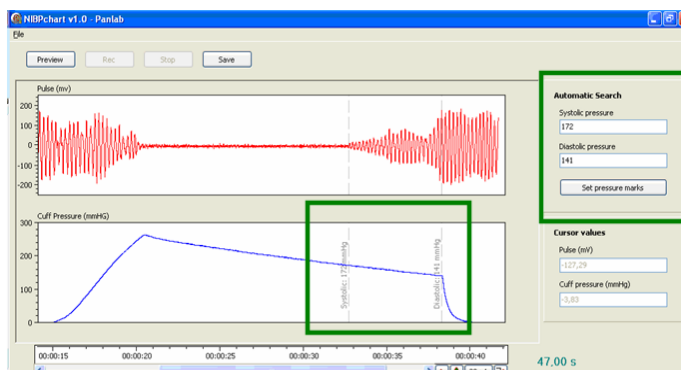 NIBPchart v1.0 - Panlab
File
Preview Rec Stop Save
Pulse (mv)
200
100
0
-100
-200
Cuff Pressure (mmHG)
300
200
100
0
Systolic: 173 mmHg
Diastolic: 141 mmHg
00:00:15 00:00:20 00:00:25 00:00:30 00:00:35 00:00:40
Automatic Search
Systolic pressure
172
Diastolic pressure
141
Set pressure marks
Cursor values
Pulse (mV)
-127,29
Cuff pressure (mmHg)
-3,83
47,00 s